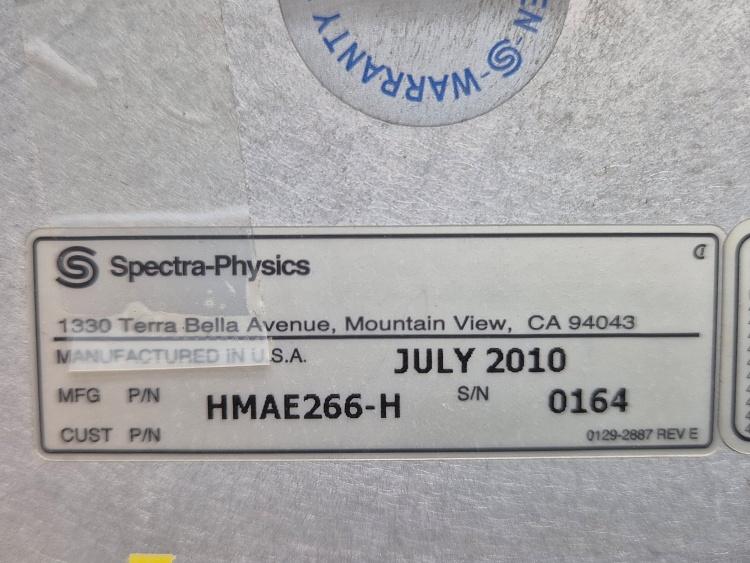 EN - WARRANTY
Spectra-Physics
1330 Terra Bella Avenue, Mountain View, CA 94043
MANUFACTURED IN U.S.A. JULY 2010
MFG P/N HMAE266-H S/N 0164
CUST P/N 0129-2887 REV E